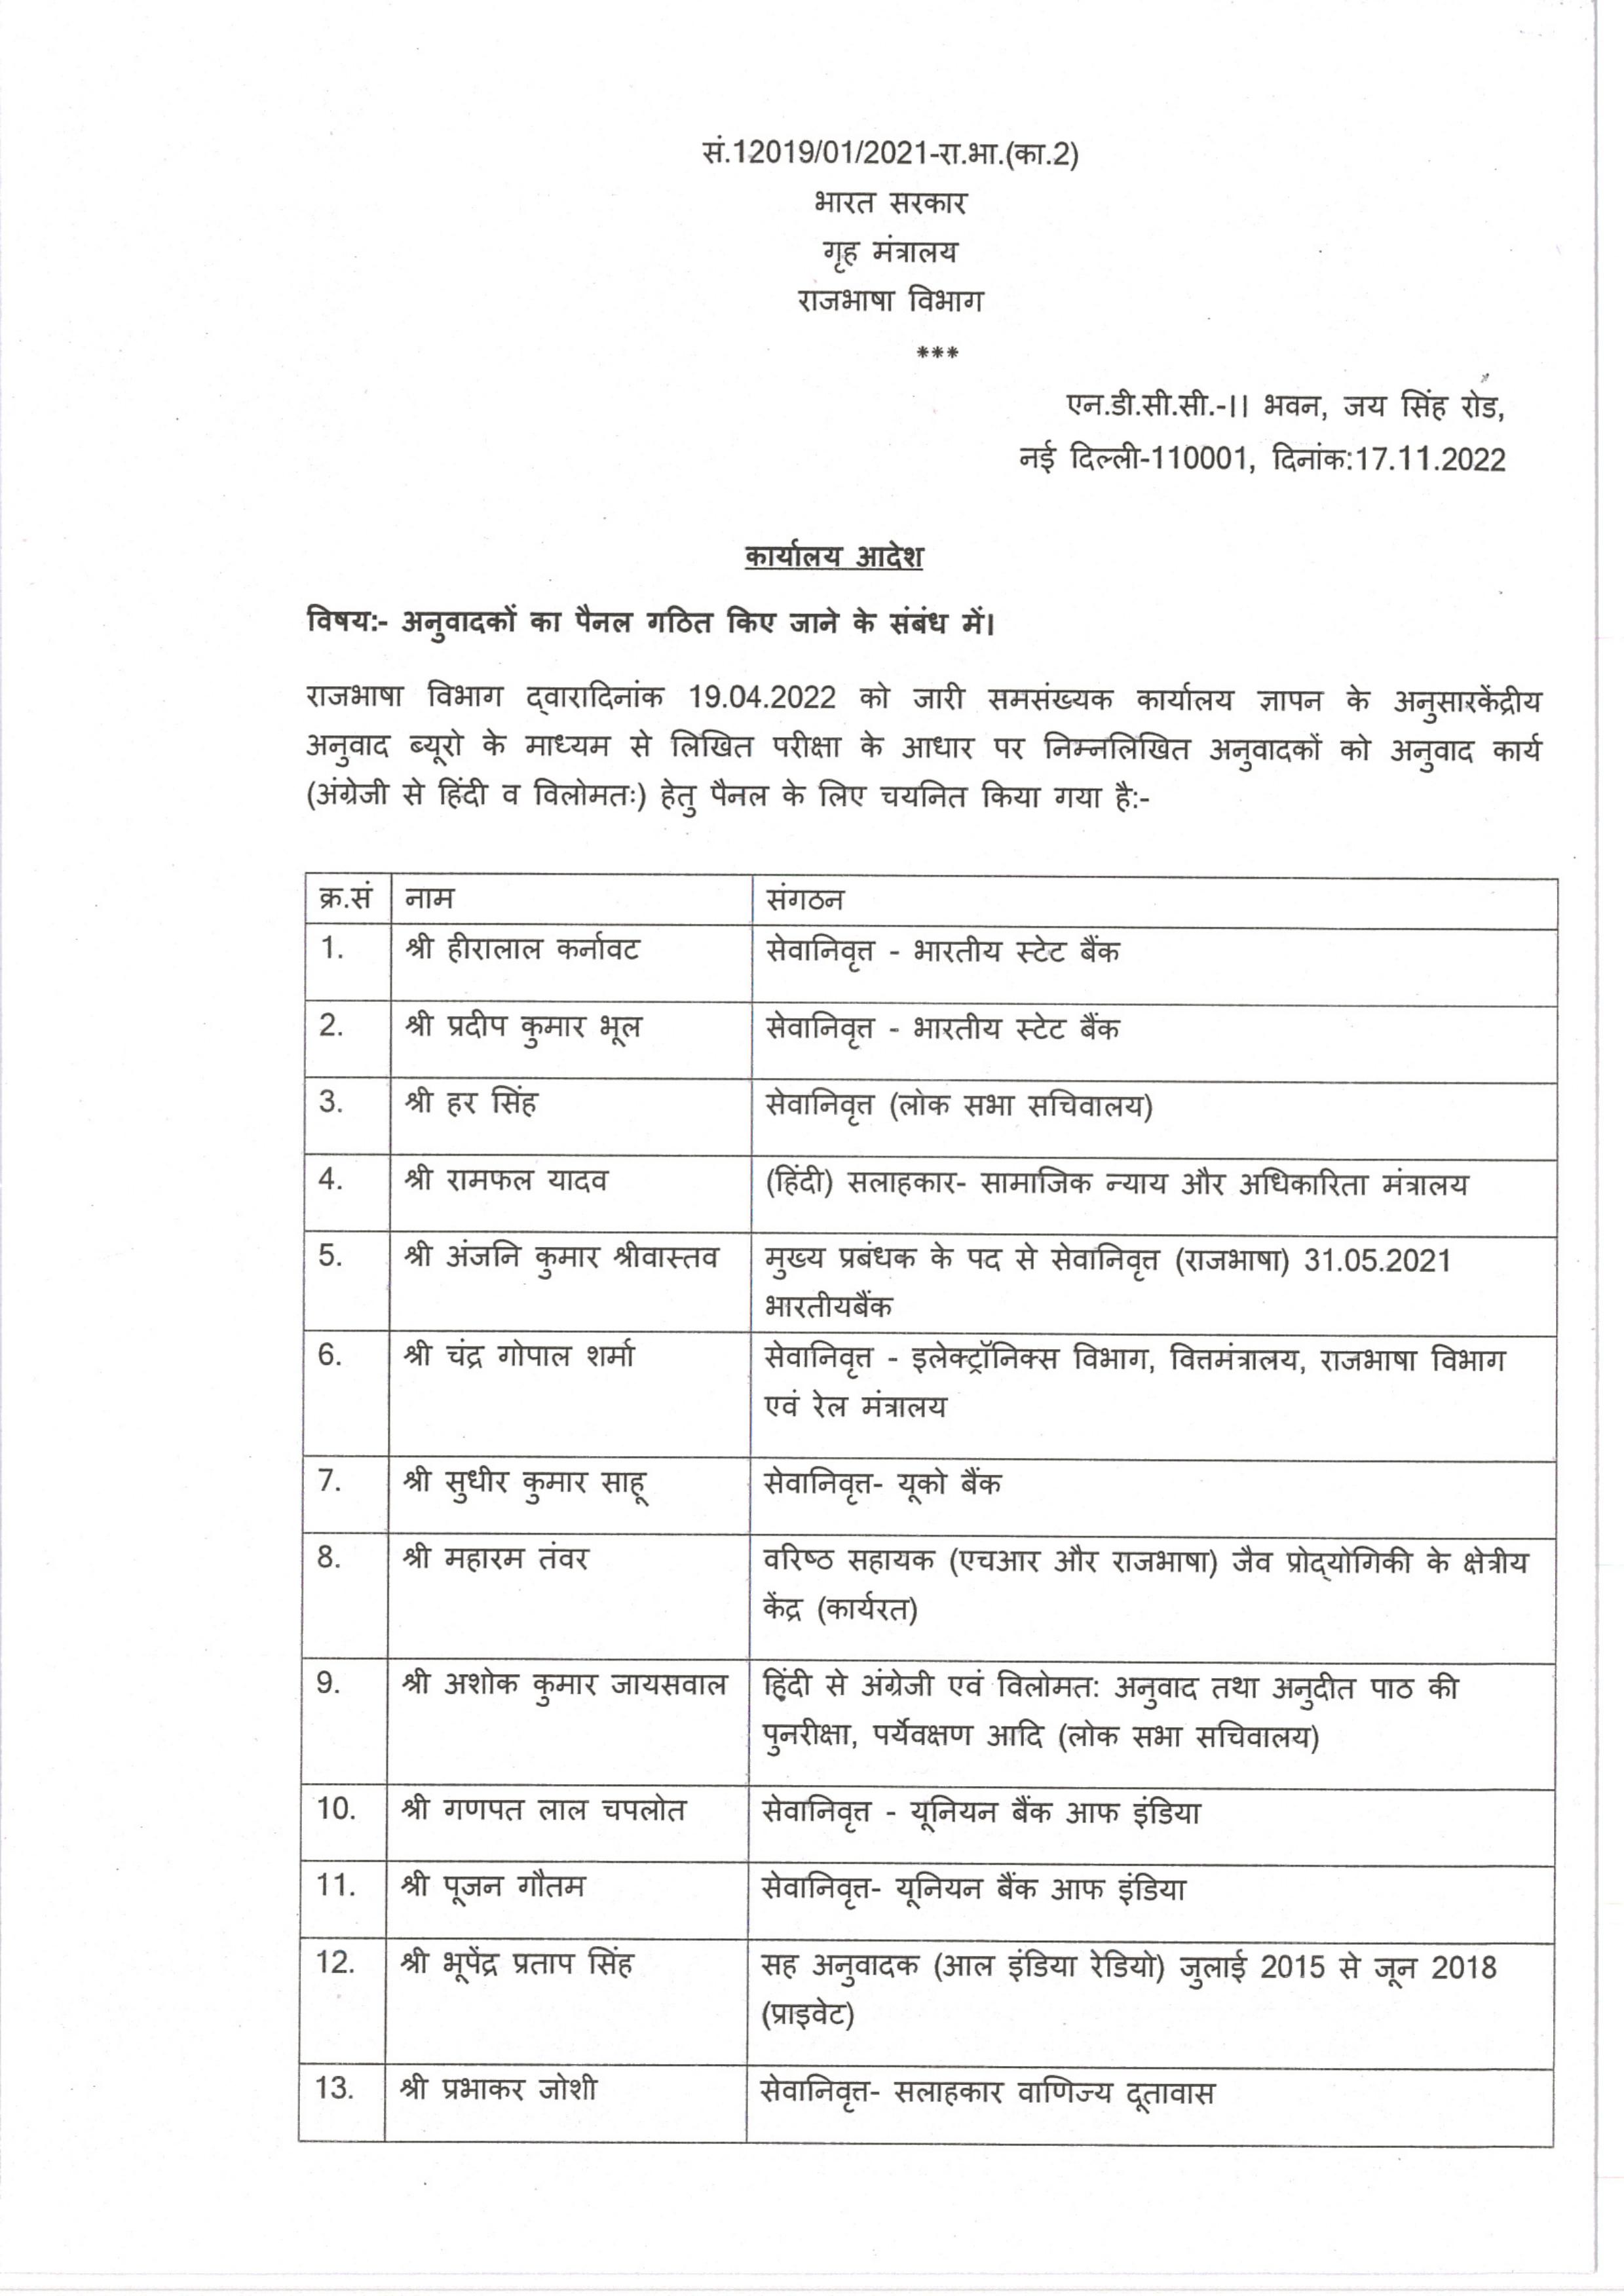 सं.12019/01/2021-रा.भा.(का.2)
भारत सरकार
गृह मंत्रालय
राजभाषा विभाग
***
एन.डी.सी.सी.-II भवन, जय सिंह रोड,
नई दिल्ली-110001, दिनांक:17.11.2022
कार्यालय आदेश
विषय:- अनुवादकों का पैनल गठित किए जाने के संबंध में।
राजभाषा विभाग द्वारादिनांक 19.04.2022 को जारी समसंख्यक कार्यालय ज्ञापन के अनुसारकेंद्रीय
अनुवाद ब्यूरो के माध्यम से लिखित परीक्षा के आधार पर निम्नलिखित अनुवादकों को अनुवाद कार्य
(अंग्रेजी से हिंदी व विलोमतः) हेतु पैनल के लिए चयनित किया गया है:-
क्र.सं नाम संगठन
1. श्री हीरालाल कर्नावट सेवानिवृत्त - भारतीय स्टेट बैंक
2. श्री प्रदीप कुमार भूल सेवानिवृत्त - भारतीय स्टेट बैंक
3. श्री हर सिंह सेवानिवृत्त (लोक सभा सचिवालय)
4. श्री रामफल यादव (हिंदी) सलाहकार- सामाजिक न्याय और अधिकारिता मंत्रालय
5. श्री अंजनि कुमार श्रीवास्तव मुख्य प्रबंधक के पद से सेवानिवृत्त (राजभाषा) 31.05.2021
भारतीयबैंक
6. श्री चंद्र गोपाल शर्मा सेवानिवृत्त - इलेक्ट्रॉनिक्स विभाग, वित्तमंत्रालय, राजभाषा विभाग
एवं रेल मंत्रालय
7. श्री सुधीर कुमार साहू सेवानिवृत्त- यूको बैंक
8. श्री महारम तंवर वरिष्ठ सहायक (एचआर और राजभाषा) जैव प्रोद्योगिकी के क्षेत्रीय
केंद्र (कार्यरत)
9. श्री अशोक कुमार जायसवाल हिंदी से अंग्रेजी एवं विलोमत: अनुवाद तथा अनुदीत पाठ की
पुनरीक्षा, पर्यवेक्षण आदि (लोक सभा सचिवालय)
10. श्री गणपत लाल चपलोत सेवानिवृत्त - यूनियन बैंक आफ इंडिया
11. श्री पूजन गौतम सेवानिवृत्त- यूनियन बैंक आफ इंडिया
12. श्री भूपेंद्र प्रताप सिंह सह अनुवादक (आल इंडिया रेडियो) जुलाई 2015 से जून 2018
(प्राइवेट)
13. श्री प्रभाकर जोशी सेवानिवृत्त- सलाहकार वाणिज्य दूतावास